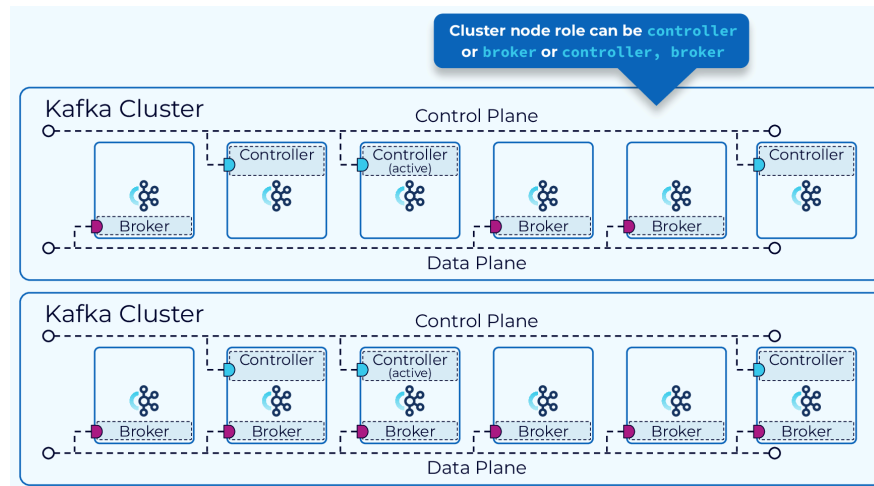 Cluster node role can be controller
or broker or controller, broker
Kafka Cluster
Control Plane
Controller
Controller
(active)
Controller
Broker
Broker
Broker
Data Plane
Kafka Cluster
Control Plane
Controller
Controller
(active)
Controller
Broker
Broker
Broker
Broker
Broker
Broker
Data Plane